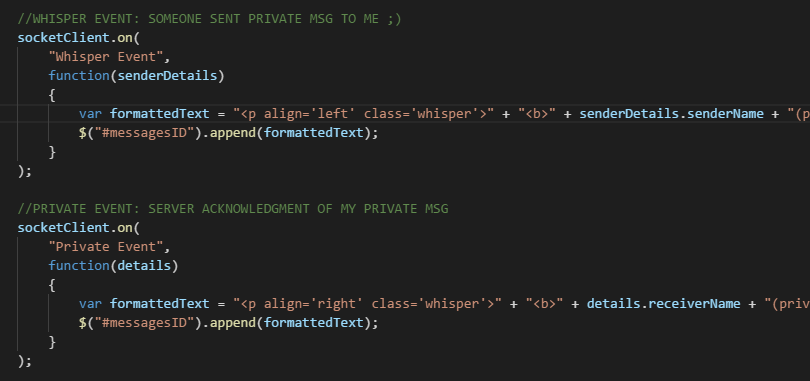 //WHISPER EVENT: SOMEONE SENT PRIVATE MSG TO ME ;)
socketClient.on(
"Whisper Event",
function(senderDetails)
{
var formattedText = "<p align='left' class='whisper'>" + "<b>" + senderDetails.senderName + "(p
$("#messagesID").append(formattedText);
}
);
//PRIVATE EVENT: SERVER ACKNOWLEDGMENT OF MY PRIVATE MSG
socketClient.on(
"Private Event",
function(details)
{
var formattedText = "<p align='right' class='whisper'>" + "<b>" + details.receiverName + "(priv
$("#messagesID").append(formattedText);
}
);